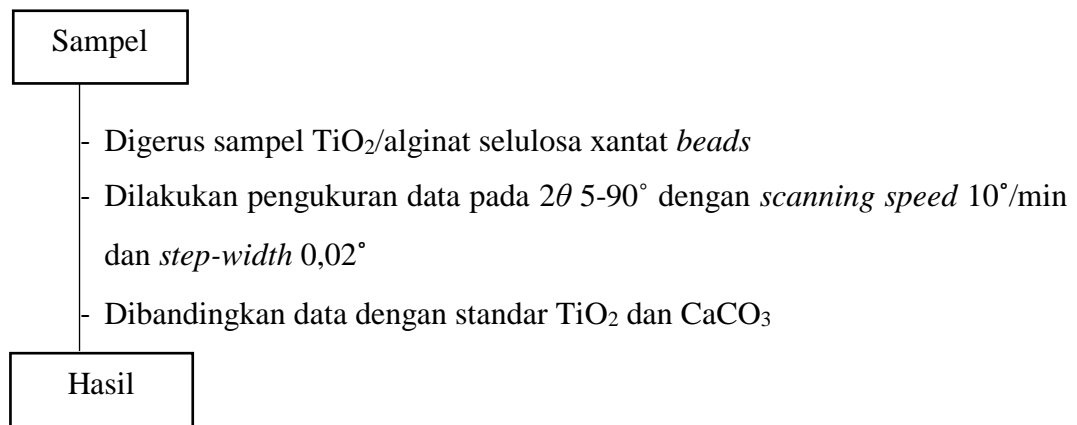 Sampel
- Digerus sampel TiO₂/alginat selulosa xantat beads
- Dilakukan pengukuran data pada 2θ 5-90˚ dengan scanning speed 10˚/min
dan step-width 0,02˚
- Dibandingkan data dengan standar TiO₂ dan CaCO₃
Hasil